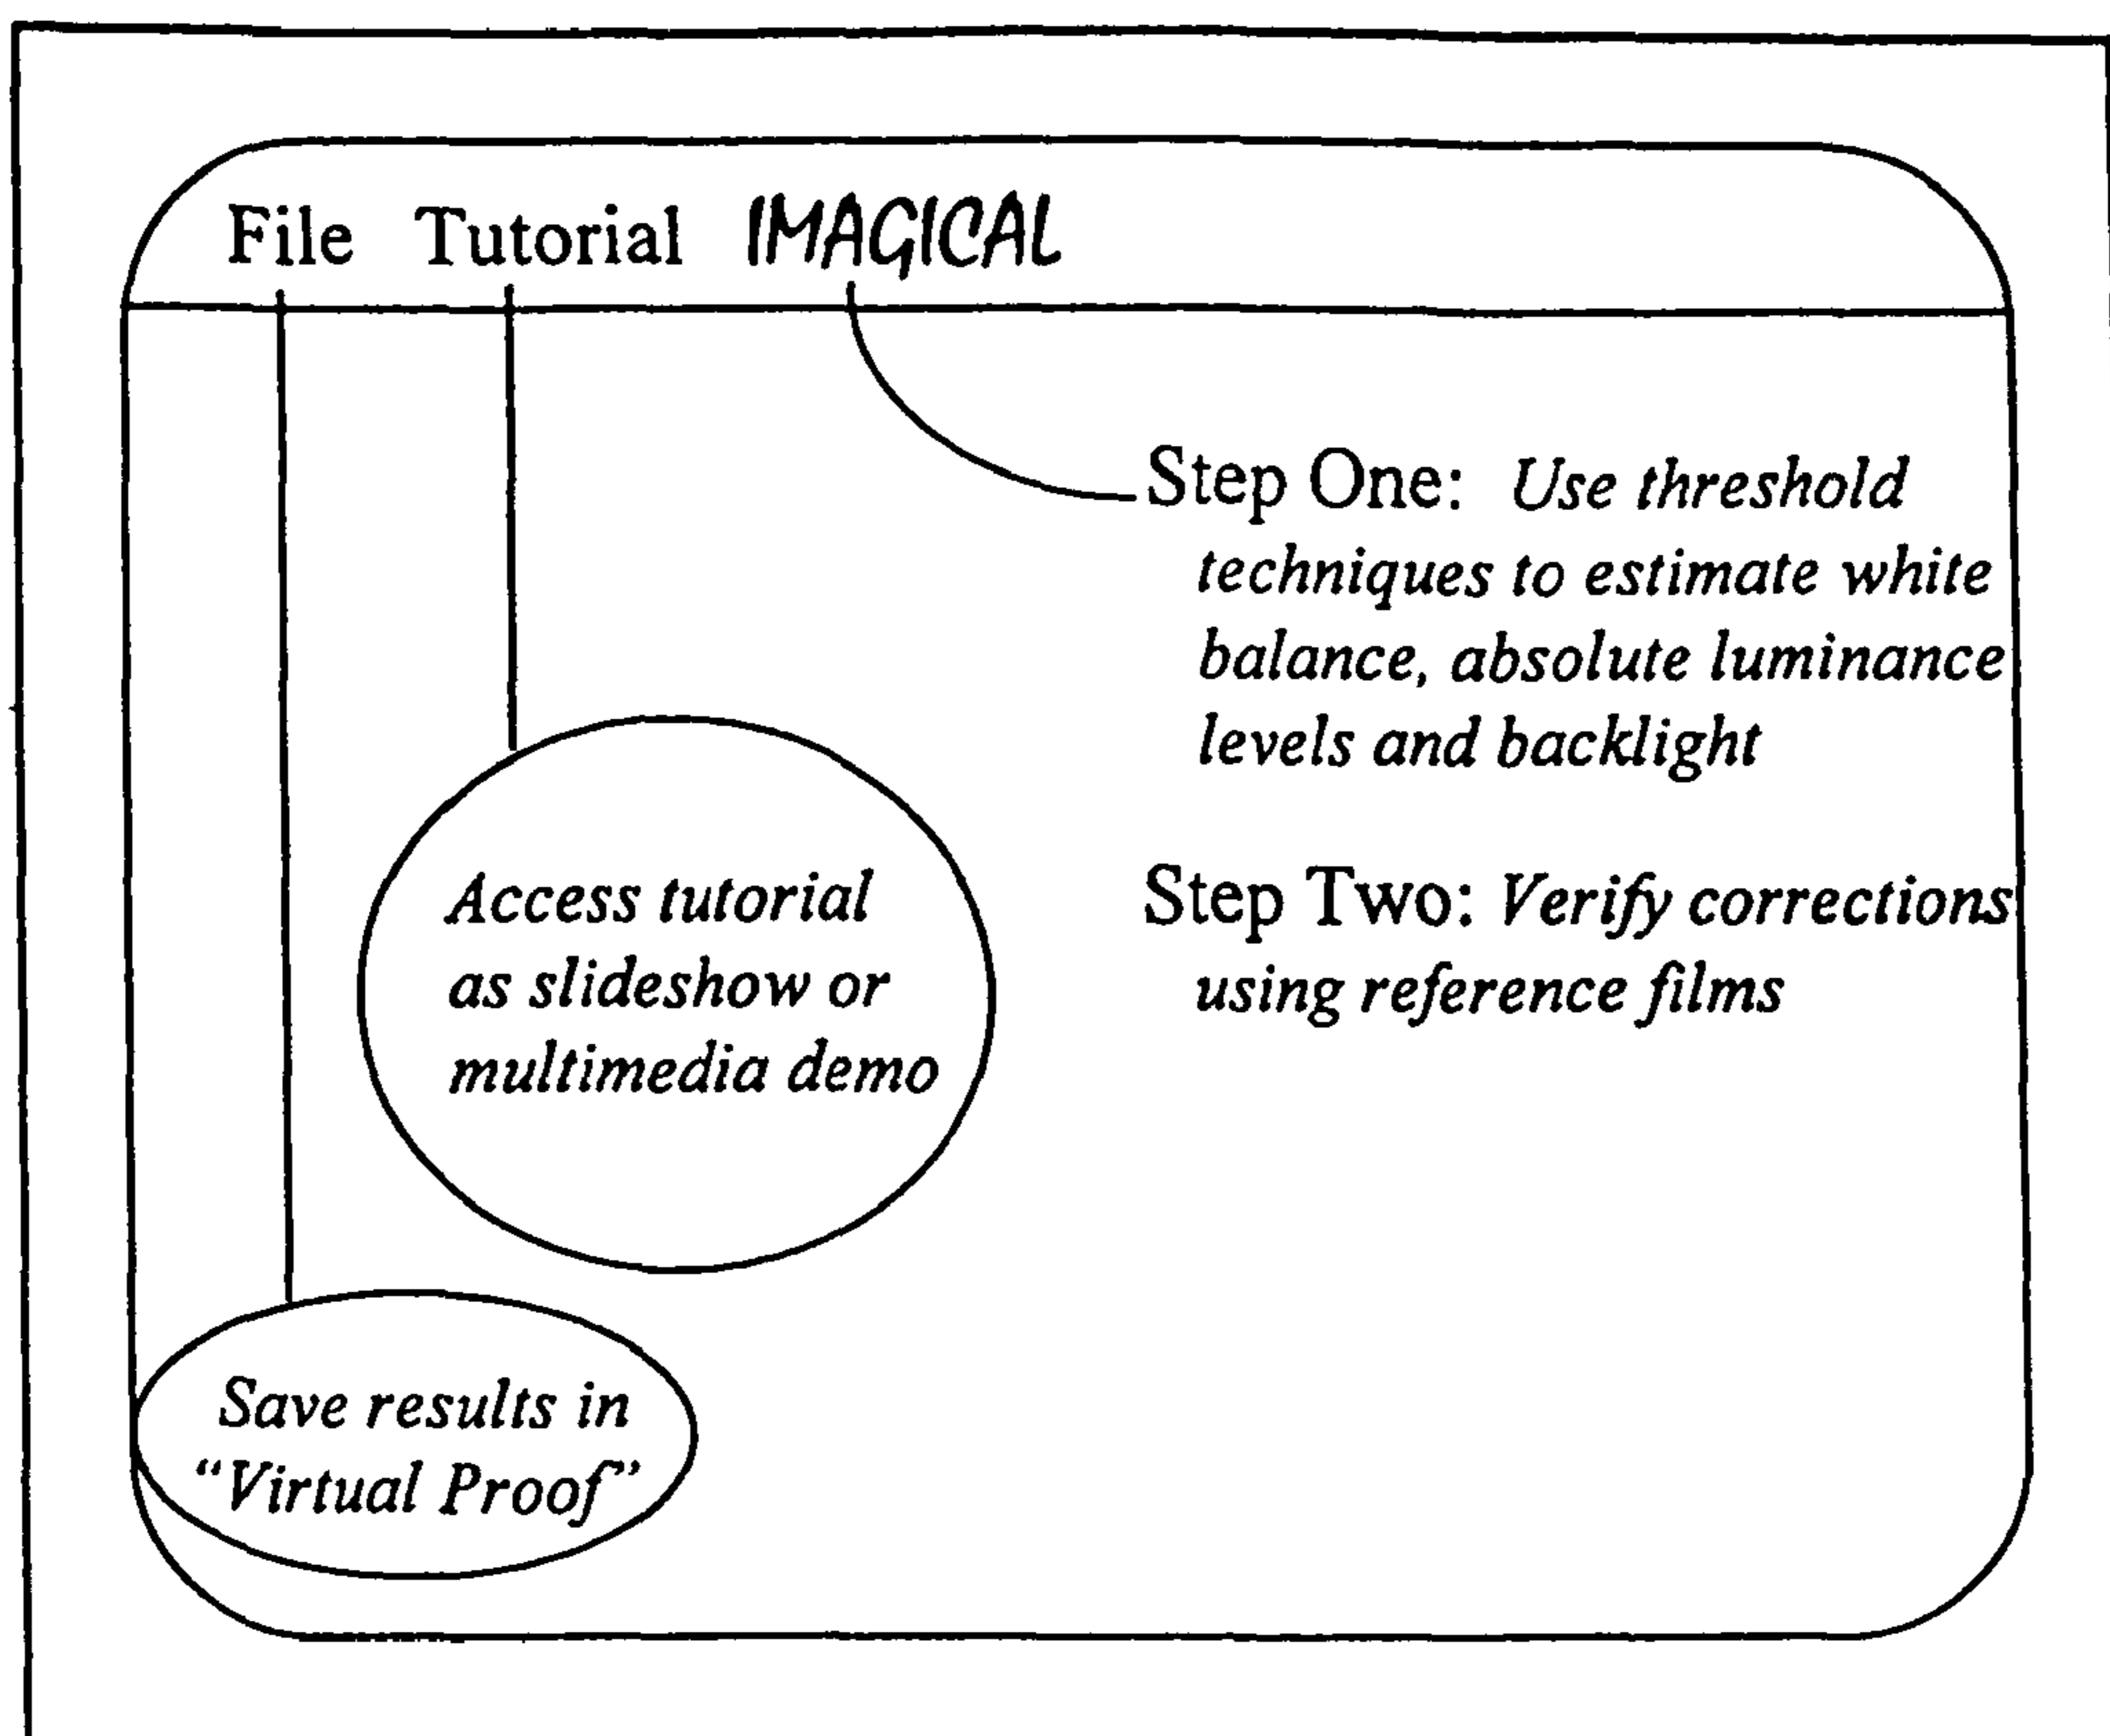 File Tutorial IMAGICAL
Step One: Use threshold
techniques to estimate white
balance, absolute luminance
levels and backlight
Step Two: Verify corrections
using reference films
Access tutorial
as slideshow or
multimedia demo
Save results in
“Virtual Proof”